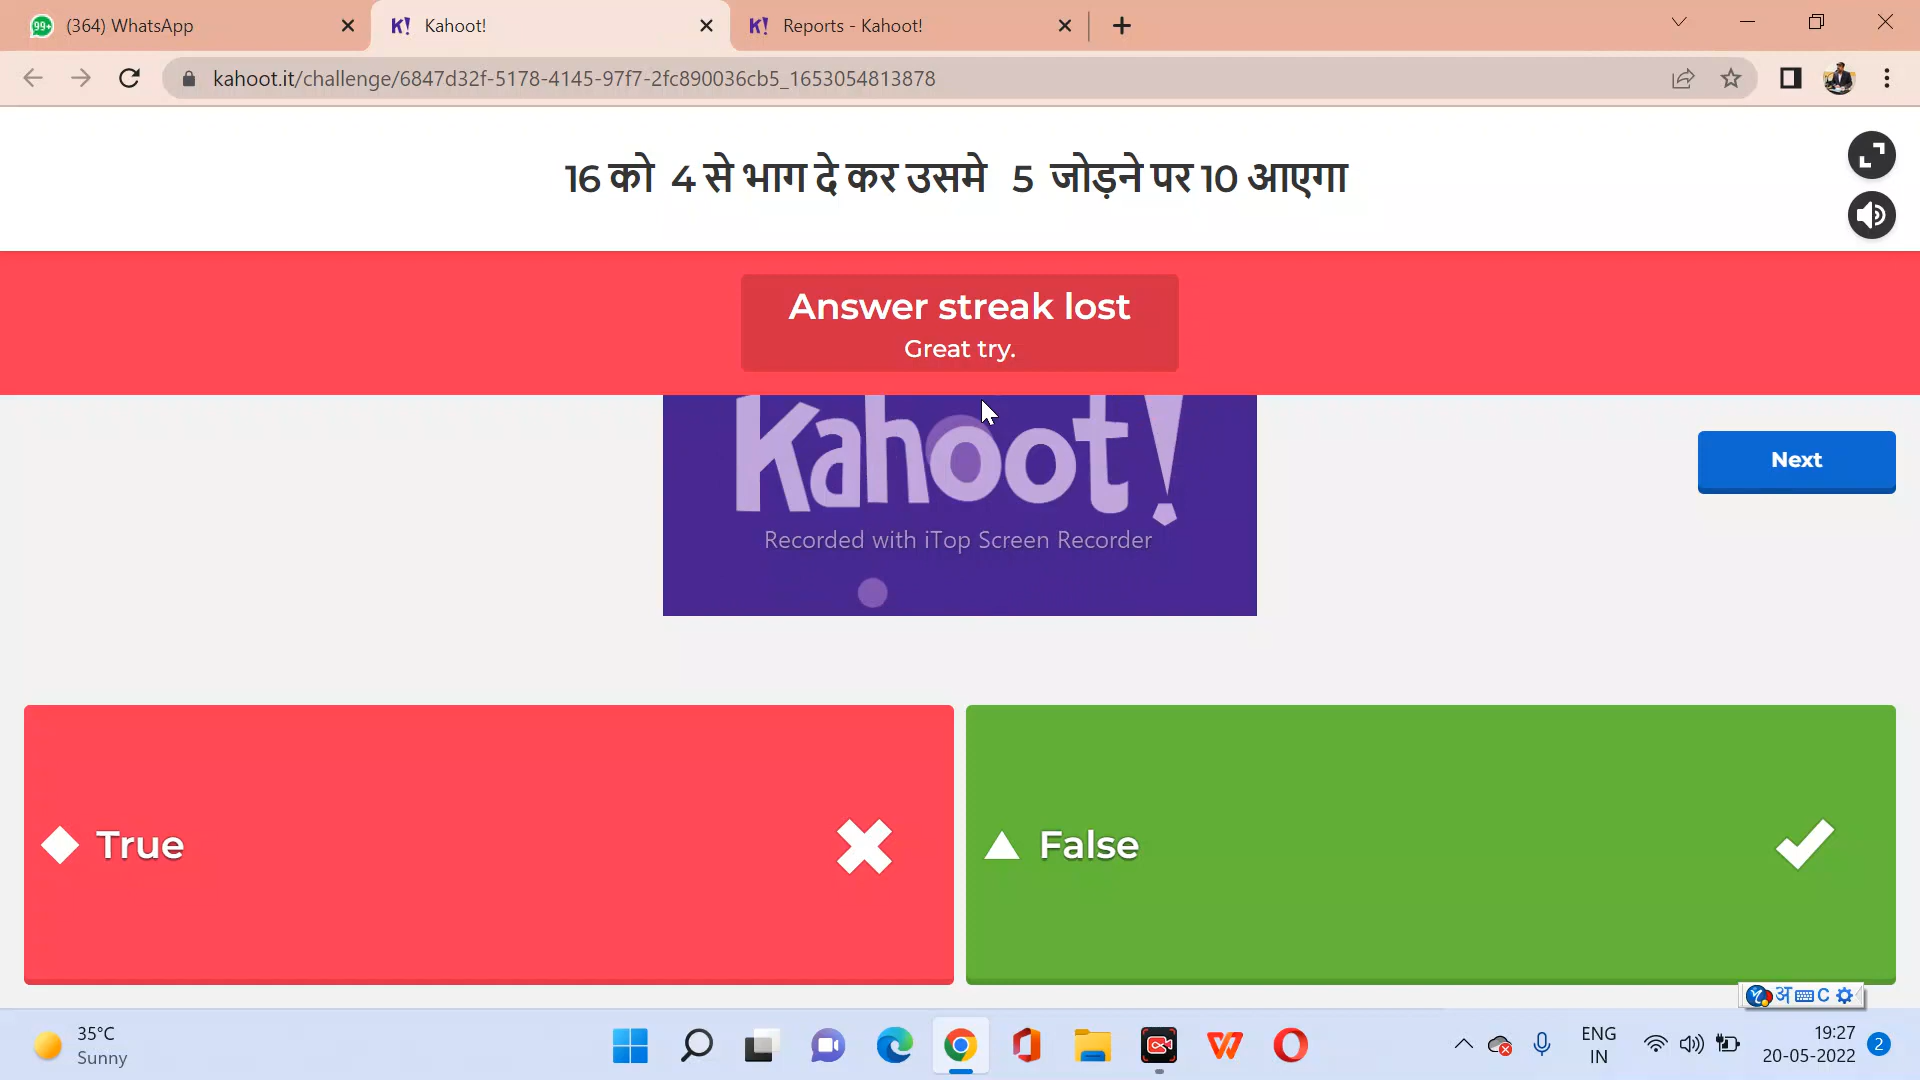 (364) WhatsApp
Kahoot!
Reports - Kahoot!
kahoot.it/challenge/6847d32f-5178-4145-97f7-2fc890036cb5_1653054813878
16 को 4 से भाग दे कर उसमे 5 जोड़ने पर 10 आएगा
Answer streak lost
Great try.
Kahoot!
Recorded with iTop Screen Recorder
Next
True
False
अ C
35°C
Sunny
ENG
IN
19:27
20-05-2022
2
99+